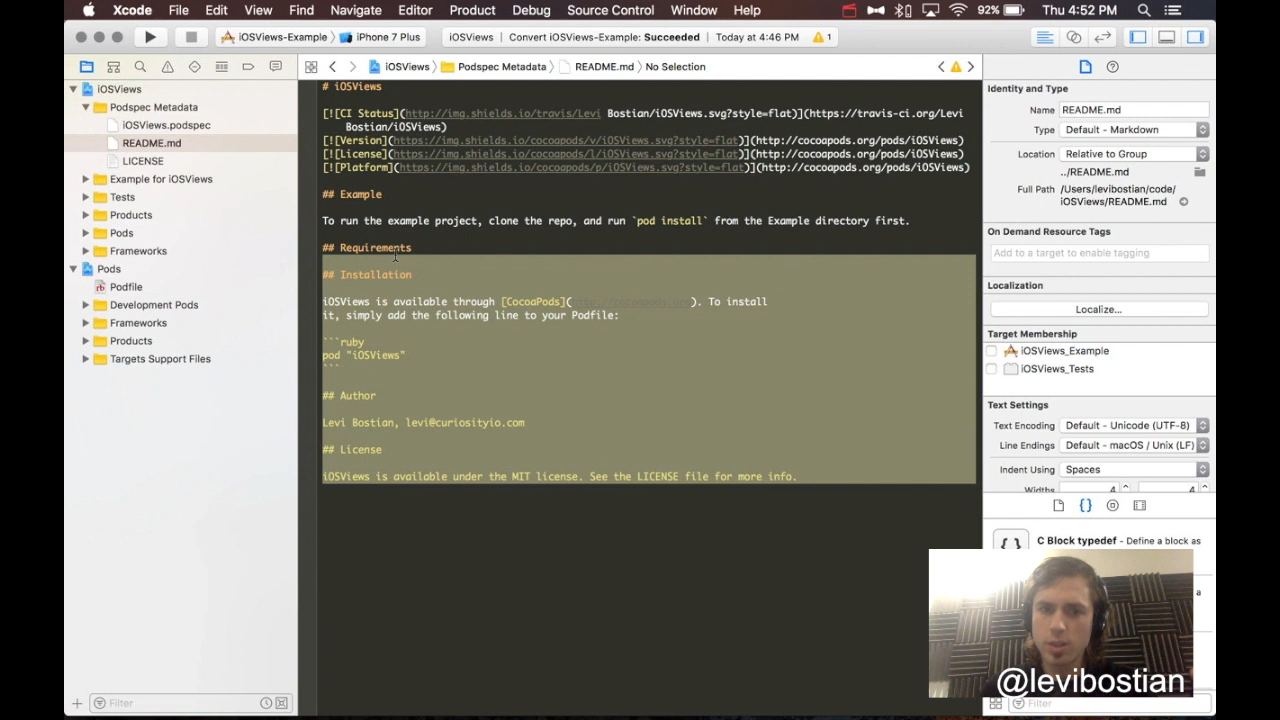 Xcode File Edit View Find Navigate Editor Product Debug Source Control Window Help 92% Thu 4:52 PM
iOSViews-Example iPhone 7 Plus iOSViews Convert iOSViews-Example: Succeeded Today at 4:46 PM 1
iOSViews Podspec Metadata README.md No Selection
iOSViews
Podspec Metadata
iOSViews.podspec
README.md
LICENSE
Example for iOSViews
Tests
Products
Pods
Frameworks
Pods
Podfile
Development Pods
Frameworks
Products
Targets Support Files
Filter
# iOSViews
[![CI Status](http://img.shields.io/travis/Levi Bostian/iOSViews.svg?style=flat)](https://travis-ci.org/Levi
Bostian/iOSViews)
[![Version](https://img.shields.io/cocoapods/v/iOSViews.svg?style=flat)](http://cocoapods.org/pods/iOSViews)
[![License](https://img.shields.io/cocoapods/l/iOSViews.svg?style=flat)](http://cocoapods.org/pods/iOSViews)
[![Platform](https://img.shields.io/cocoapods/p/iOSViews.svg?style=flat)](http://cocoapods.org/pods/iOSViews)
## Example
To run the example project, clone the repo, and run `pod install` from the Example directory first.
## Requirements
## Installation
iOSViews is available through [CocoaPods](http://cocoapods.org). To install
it, simply add the following line to your Podfile:
```ruby
pod "iOSViews"
```
## Author
Levi Bostian, levi@curiosityio.com
## License
iOSViews is available under the MIT license. See the LICENSE file for more info.
Identity and Type
Name README.md
Type Default - Markdown
Location Relative to Group
../README.md
Full Path /Users/levibostian/code/
iOSViews/README.md
On Demand Resource Tags
Add to a target to enable tagging
Localization
Localize...
Target Membership
iOSViews_Example
iOSViews_Tests
Text Settings
Text Encoding Default - Unicode (UTF-8)
Line Endings Default - macOS / Unix (LF)
Indent Using Spaces
Widths 4 4
{ } C Block typedef - Define a block as
@levibostian
Filter